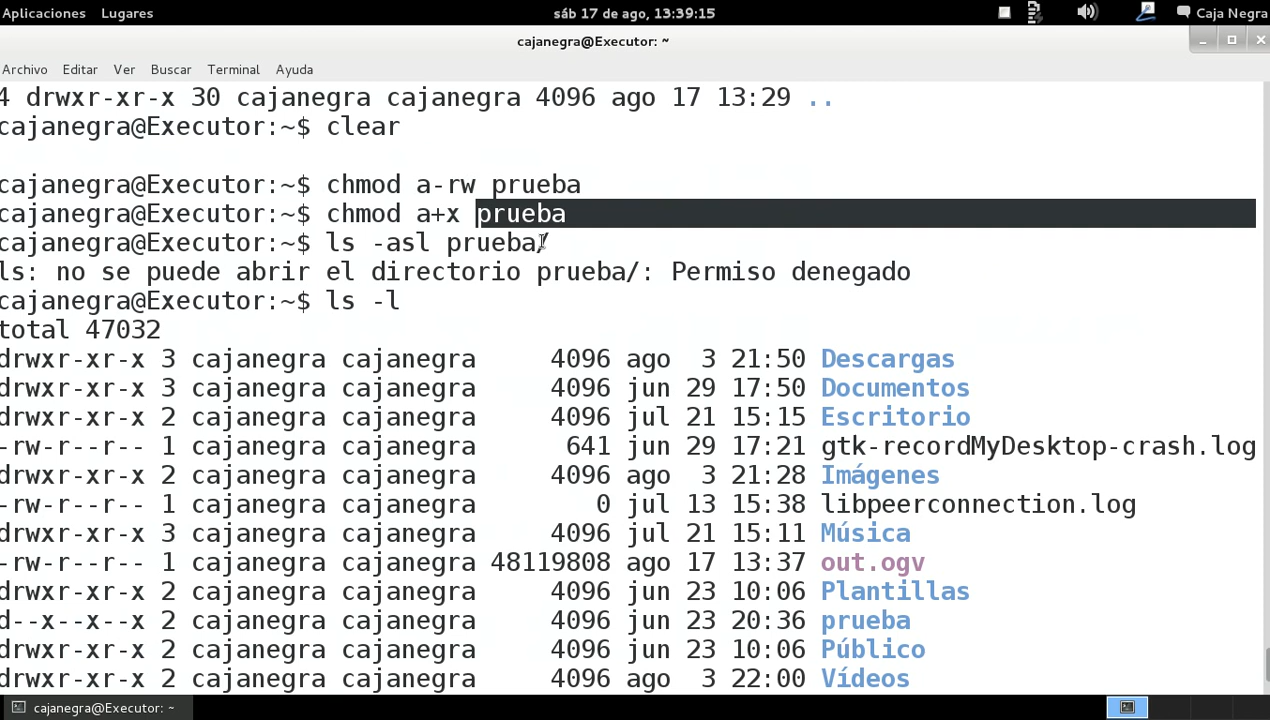 Aplicaciones Lugares sáb 17 de ago, 13:39:15 Caja Negra
cajanegra@Executor: ~
Archivo Editar Ver Buscar Terminal Ayuda
4 drwxr-xr-x 30 cajanegra cajanegra 4096 ago 17 13:29 ..
cajanegra@Executor:~$ clear
cajanegra@Executor:~$ chmod a-rw prueba
cajanegra@Executor:~$ chmod a+x prueba
cajanegra@Executor:~$ ls -asl prueba/
ls: no se puede abrir el directorio prueba/: Permiso denegado
cajanegra@Executor:~$ ls -l
total 47032
drwxr-xr-x 3 cajanegra cajanegra 4096 ago 3 21:50 Descargas
drwxr-xr-x 3 cajanegra cajanegra 4096 jun 29 17:50 Documentos
drwxr-xr-x 2 cajanegra cajanegra 4096 jul 21 15:15 Escritorio
-rw-r--r-- 1 cajanegra cajanegra 641 jun 29 17:21 gtk-recordMyDesktop-crash.log
drwxr-xr-x 2 cajanegra cajanegra 4096 ago 3 21:28 Imágenes
-rw-r--r-- 1 cajanegra cajanegra 0 jul 13 15:38 libpeerconnection.log
drwxr-xr-x 3 cajanegra cajanegra 4096 jul 21 15:11 Música
-rw-r--r-- 1 cajanegra cajanegra 48119808 ago 17 13:37 out.ogv
drwxr-xr-x 2 cajanegra cajanegra 4096 jun 23 10:06 Plantillas
d--x--x--x 2 cajanegra cajanegra 4096 jun 23 20:36 prueba
drwxr-xr-x 2 cajanegra cajanegra 4096 jun 23 10:06 Público
drwxr-xr-x 2 cajanegra cajanegra 4096 ago 3 22:00 Vídeos
cajanegra@Executor: ~